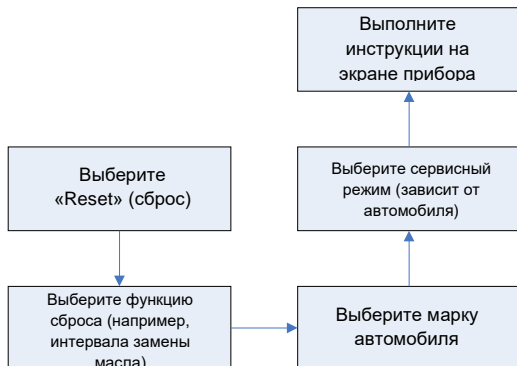 Выполните
инструкции на
экране прибора
Выберите
«Reset» (сброс)
Выберите сервисный
режим (зависит от
автомобиля)
Выберите функцию
сброса (например,
интервала замены
масла)
Выберите марку
автомобиля